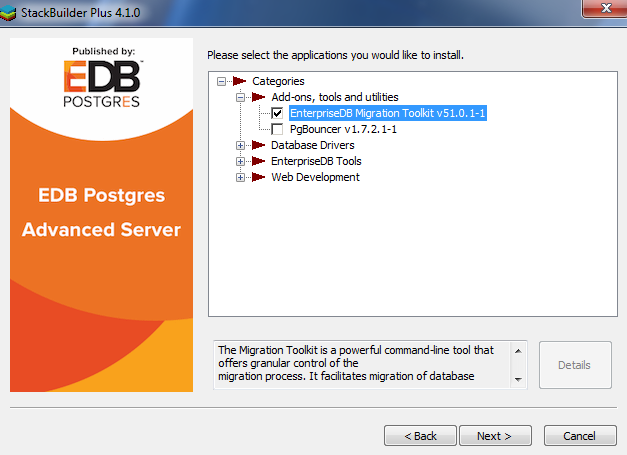 StackBuilder Plus 4.1.0
Published by:
EDB
POSTGRES
EDB Postgres
Advanced Server
Please select the applications you would like to install.
Categories
Add-ons, tools and utilities
EnterpriseDB Migration Toolkit v51.0.1-1
PgBouncer v1.7.2.1-1
Database Drivers
EnterpriseDB Tools
Web Development
The Migration Toolkit is a powerful command-line tool that
offers granular control of the
migration process. It facilitates migration of database
Details
< Back
Next >
Cancel